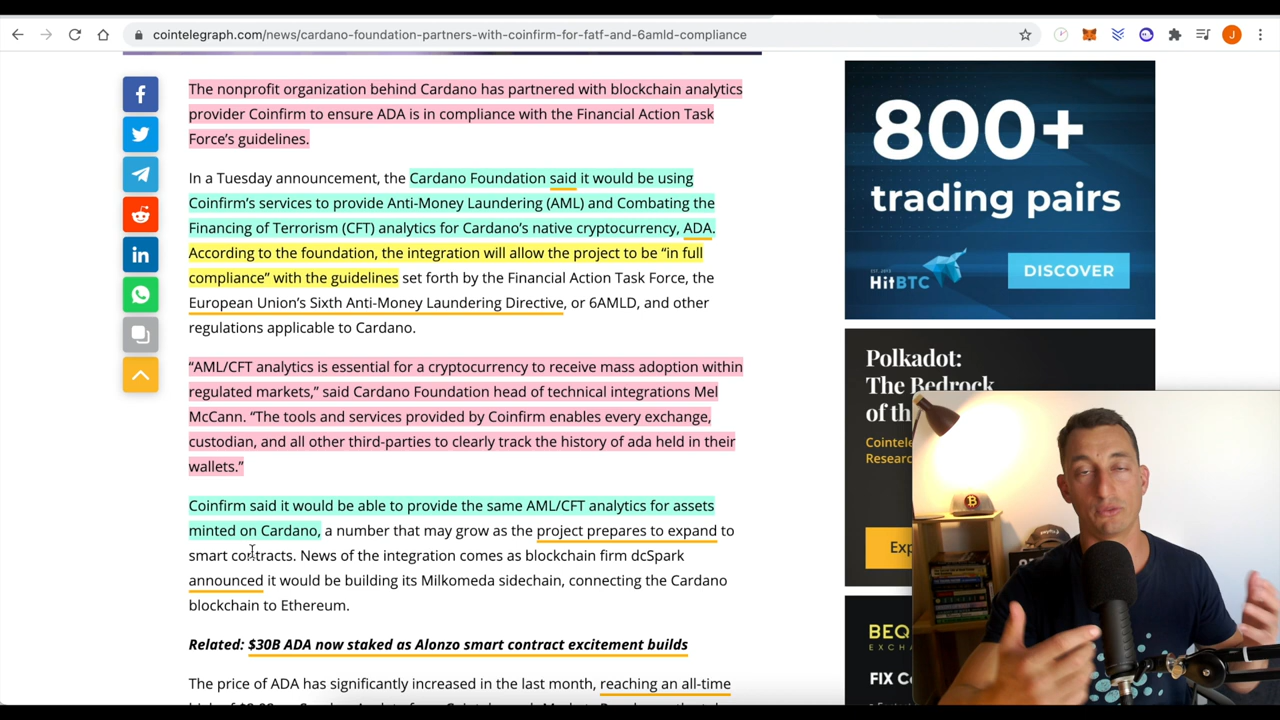 cointelegraph.com/news/cardano-foundation-partners-with-coinfirm-for-fatf-and-6amld-compliance
J
The nonprofit organization behind Cardano has partnered with blockchain analytics
provider Coinfirm to ensure ADA is in compliance with the Financial Action Task
Force’s guidelines.
In a Tuesday announcement, the Cardano Foundation said it would be using
Coinfirm’s services to provide Anti-Money Laundering (AML) and Combating the
Financing of Terrorism (CFT) analytics for Cardano’s native cryptocurrency, ADA.
According to the foundation, the integration will allow the project to be “in full
compliance” with the guidelines set forth by the Financial Action Task Force, the
European Union’s Sixth Anti-Money Laundering Directive, or 6AMLD, and other
regulations applicable to Cardano.
“AML/CFT analytics is essential for a cryptocurrency to receive mass adoption within
regulated markets,” said Cardano Foundation head of technical integrations Mel
McCann. “The tools and services provided by Coinfirm enables every exchange,
custodian, and all other third-parties to clearly track the history of ada held in their
wallets.”
Coinfirm said it would be able to provide the same AML/CFT analytics for assets
minted on Cardano, a number that may grow as the project prepares to expand to
smart contracts. News of the integration comes as blockchain firm dcSpark
announced it would be building its Milkomeda sidechain, connecting the Cardano
blockchain to Ethereum.
Related: $30B ADA now staked as Alonzo smart contract excitement builds
The price of ADA has significantly increased in the last month, reaching an all-time
800+
trading pairs
EST. 2013
HitBTC
DISCOVER
Polkadot:
The Bedrock
of th
Cointele
Researc
Exp
BEQ
EXCHA
FIX Co